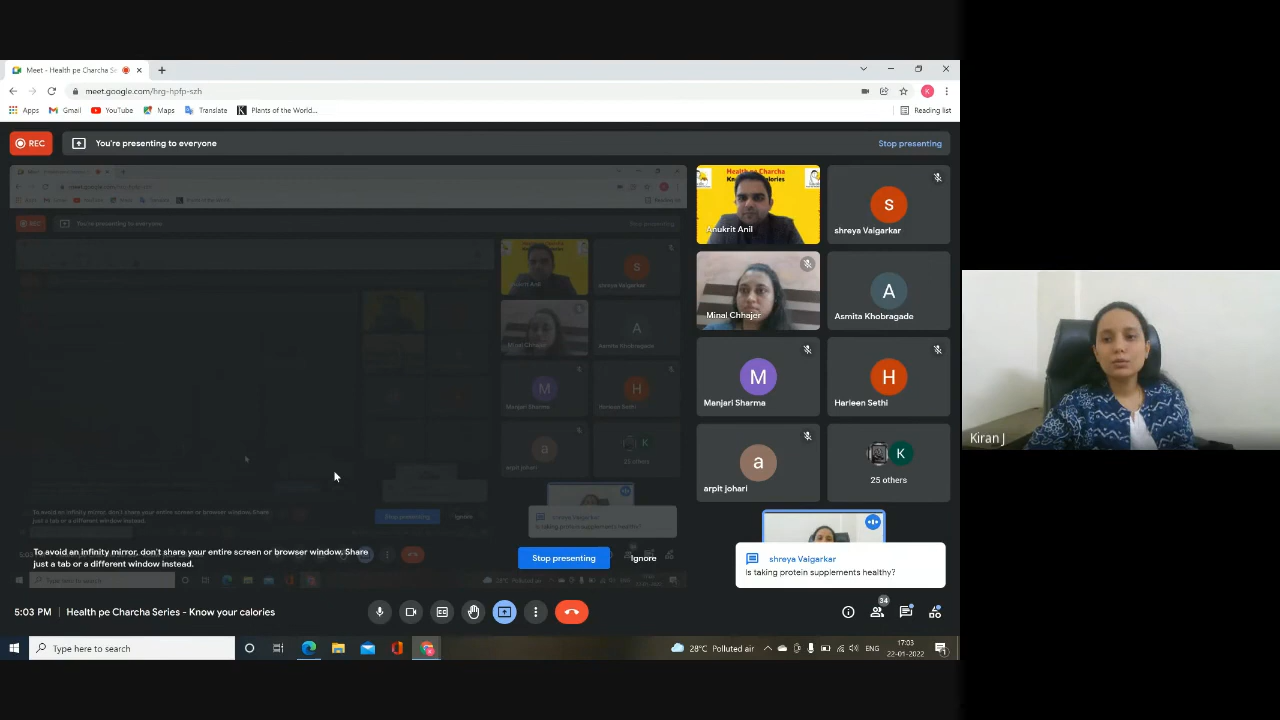 Meet - Health pe Charcha Se
meet.google.com/hrg-hpfp-szh
Apps Gmail YouTube Maps Translate Plants of the World... Reading list
REC You're presenting to everyone Stop presenting
Health pe Charcha
Anukrit Anil
S
shreya Vaigarkar
Minal Chhajer
A
Asmita Khobragade
M
Manjari Sharma
H
Harleen Sethi
a
arpit johari
K
25 others
Kiran J
To avoid an infinity mirror, don't share your entire screen or browser window. Share
just a tab or a different window instead.
Stop presenting Ignore
shreya Vaigarkar
Is taking protein supplements healthy?
5:03 PM | Health pe Charcha Series - Know your calories
34
Type here to search
28°C Polluted air ENG 17:03
22-01-2022